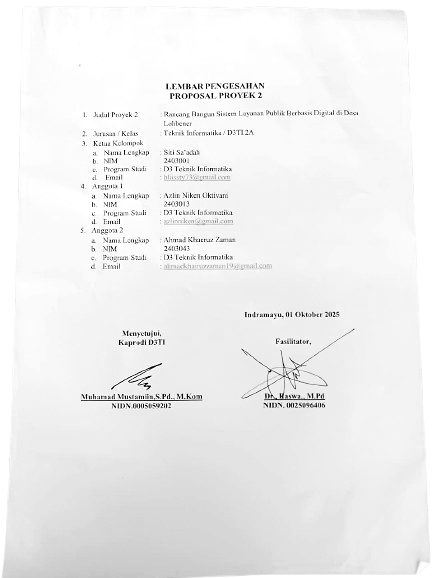 LEMBAR PENGESAHAN
PROPOSAL PROYEK 2
1. Judul Proyek 2 : Rancang Bangun Sistem Layanan Publik Berbasis Digital di Desa
Lohbener
2. Jurusan / Kelas : Teknik Informatika / D3TI.2A
3. Ketua Kelompok
a. Nama Lengkap : Siti Sa'adah
b. NIM : 2403001
c. Program Studi : D3 Teknik Informatika
d. Email :
4. Anggota 1
a. Nama Lengkap : Azlin Niken Oktivani
b. NIM : 2403013
c. Program Studi : D3 Teknik Informatika
d. Email : azlinniken@gmail.com
5. Anggota 2
a. Nama Lengkap : Ahmad Khaeruz Zaman
b. NIM : 2403043
c. Program Studi : D3 Teknik Informatika
d. Email :
Indramayu, 01 Oktober 2025
Menyetujui,
Kaprodi D3TI
Fasilitator,
Muhamad Mustamiin,S.Pd., M.Kom
NIDN.0005059202
Dr., Raswa., M.Pd
NIDN. 0025096406